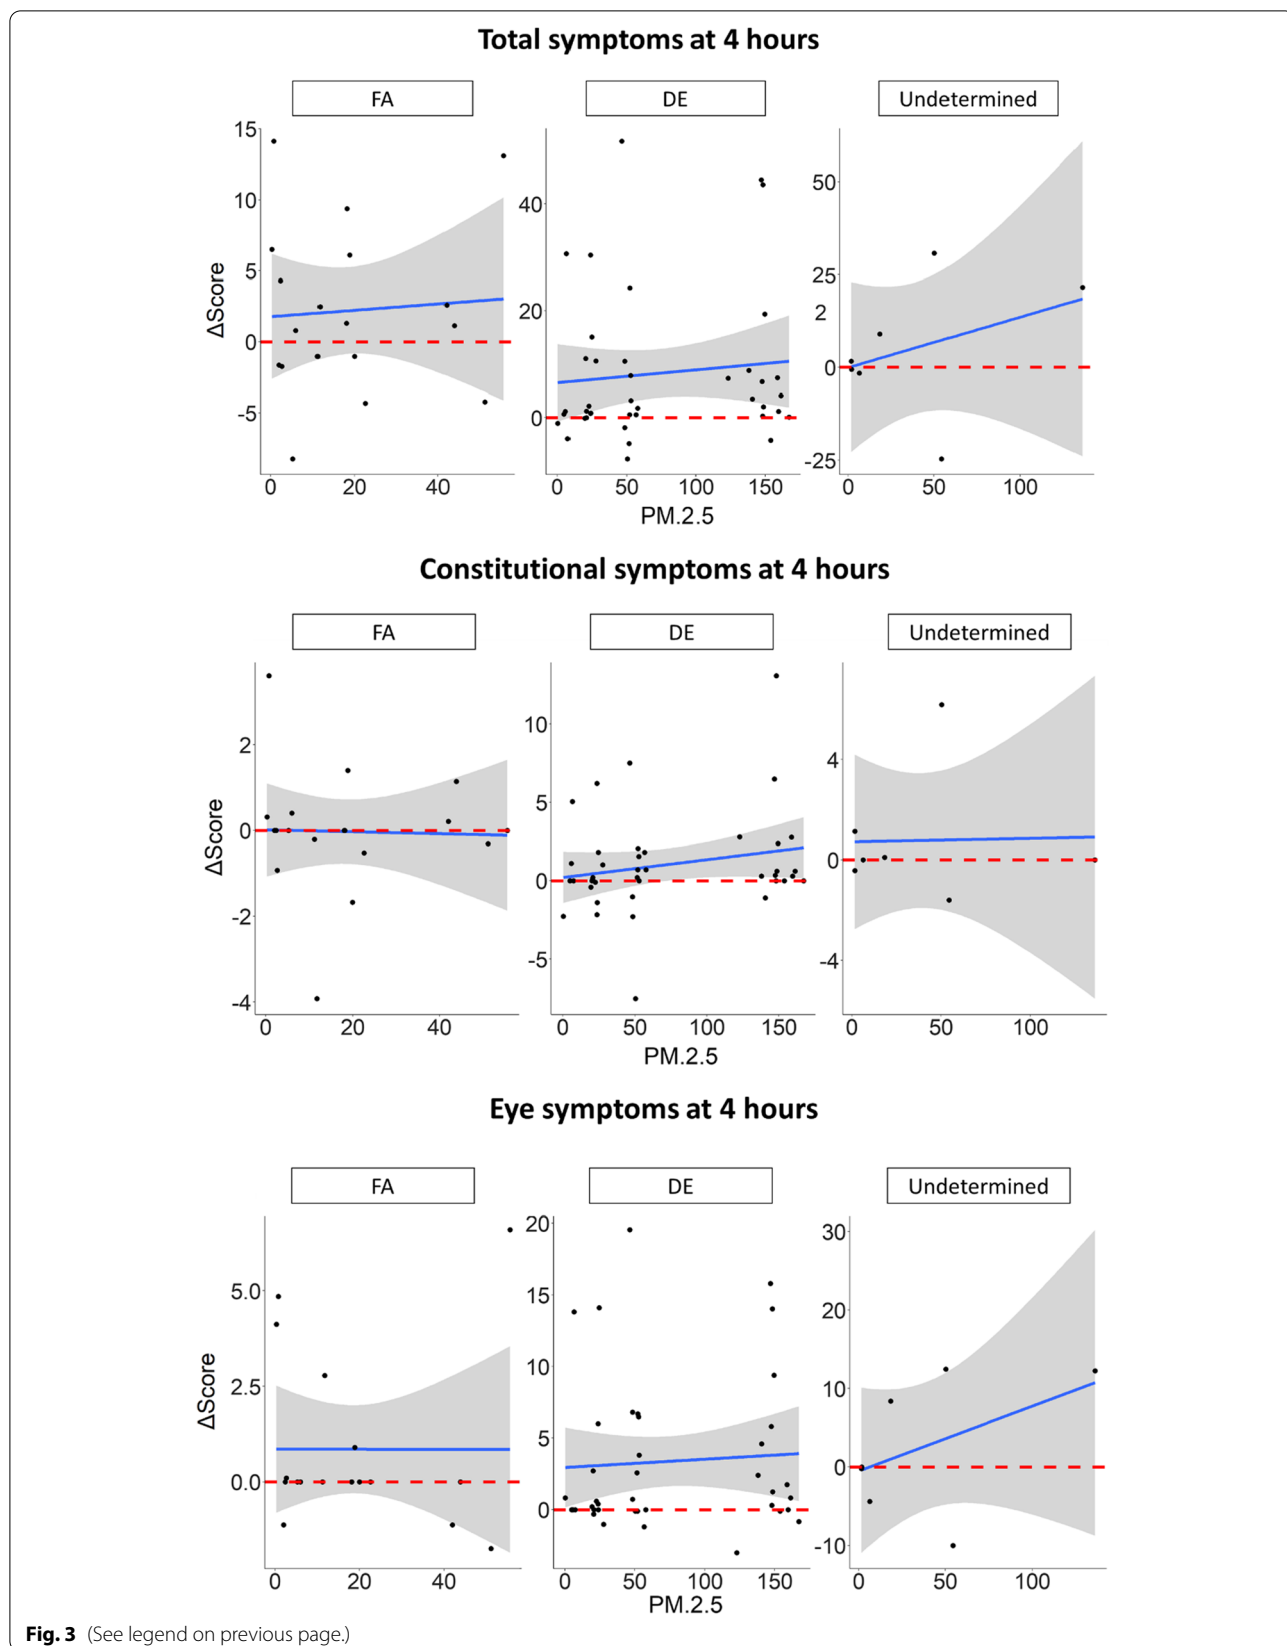 Total symptoms at 4 hours
FA DE Undetermined
15
10
5
0
-5
ΔScore
0 20 40
40
20
0
0 50 100 150
50
25
2
0
-25
0 50 100
PM.2.5
Constitutional symptoms at 4 hours
FA DE Undetermined
2
0
-2
-4
ΔScore
0 20 40
10
5
0
-5
0 50 100 150
4
0
-4
0 50 100
PM.2.5
Eye symptoms at 4 hours
FA DE Undetermined
5.0
2.5
0.0
ΔScore
0 20 40
20
15
10
5
0
0 50 100 150
30
20
10
0
-10
0 50 100
PM.2.5
Fig. 3 (See legend on previous page.)